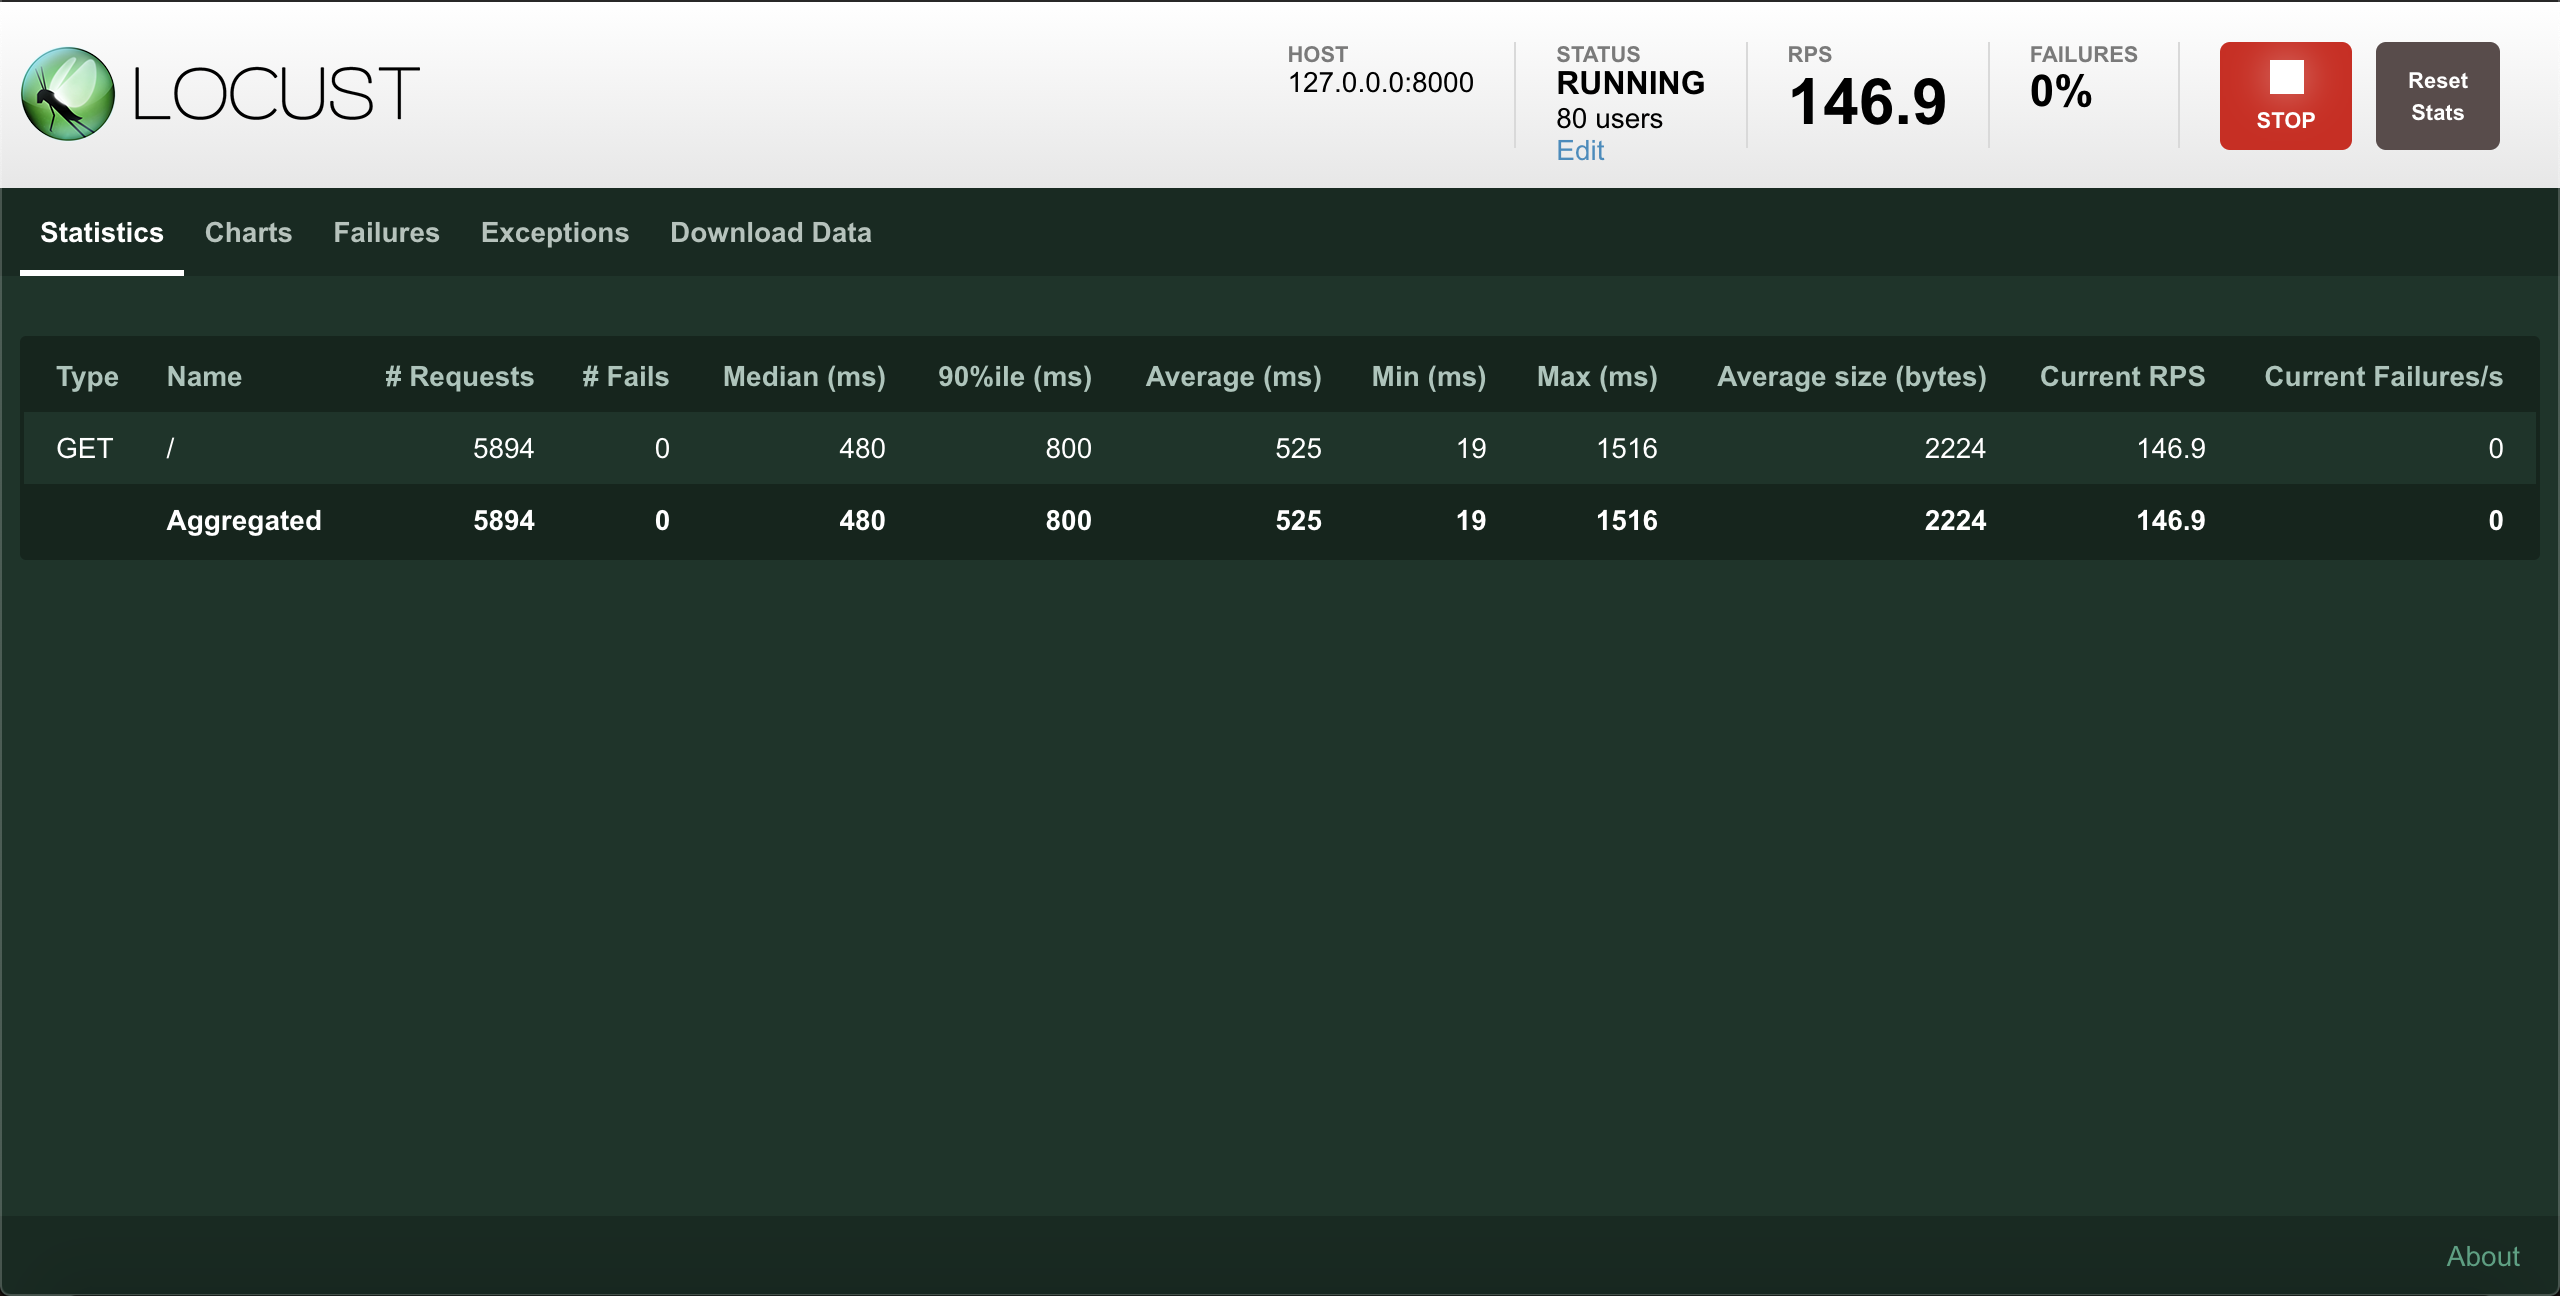 LOCUST
HOST
127.0.0.0:8000
STATUS
RUNNING
80 users
Edit
RPS
146.9
FAILURES
0%
STOP
Reset
Stats
Statistics Charts Failures Exceptions Download Data
Type Name # Requests # Fails Median (ms) 90%ile (ms) Average (ms) Min (ms) Max (ms) Average size (bytes) Current RPS Current Failures/s
GET / 5894 0 480 800 525 19 1516 2224 146.9 0
Aggregated 5894 0 480 800 525 19 1516 2224 146.9 0
About